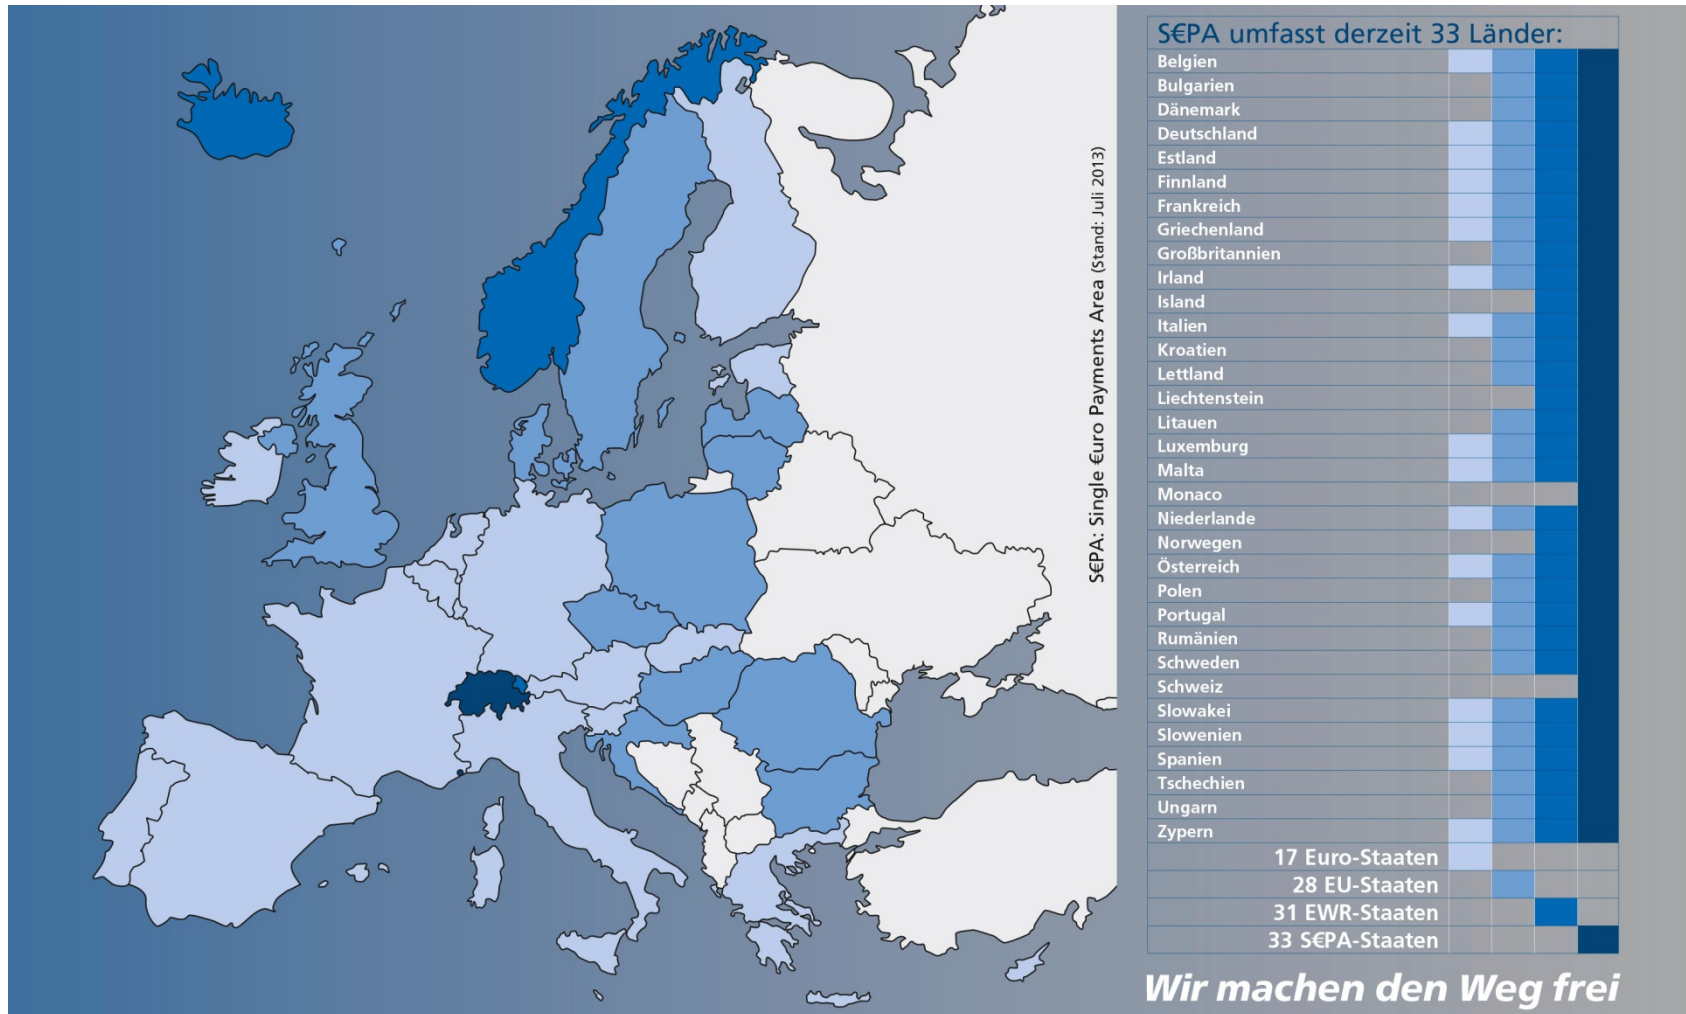 S€PA: Single €uro Payments Area (Stand: Juli 2013)
S€PA umfasst derzeit 33 Länder:
Belgien
Bulgarien
Dänemark
Deutschland
Estland
Finnland
Frankreich
Griechenland
Großbritannien
Irland
Island
Italien
Kroatien
Lettland
Liechtenstein
Litauen
Luxemburg
Malta
Monaco
Niederlande
Norwegen
Österreich
Polen
Portugal
Rumänien
Schweden
Schweiz
Slowakei
Slowenien
Spanien
Tschechien
Ungarn
Zypern
17 Euro-Staaten
28 EU-Staaten
31 EWR-Staaten
33 S€PA-Staaten
Wir machen den Weg frei